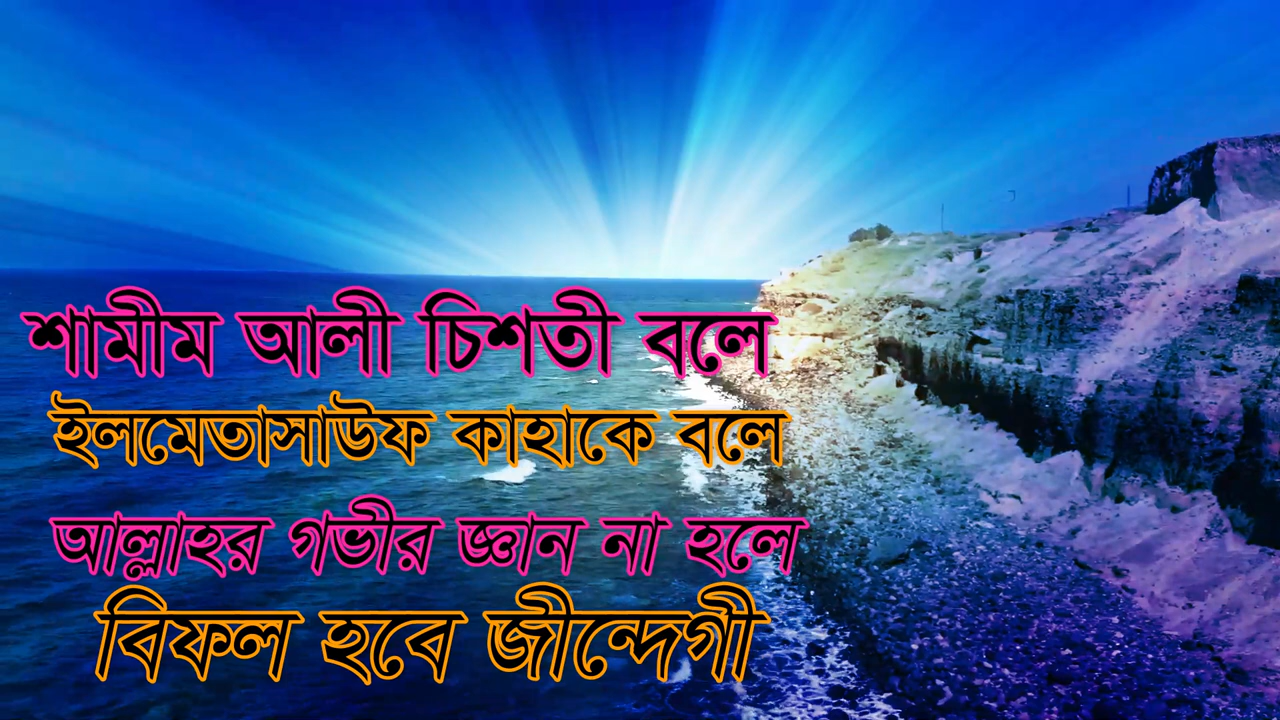 শামীম আলী চিশতী বলে
ইলমেতাসাউফ কাহাকে বলে
আল্লাহর গভীর জ্ঞান না হলে
বিফল হবে জীন্দেগী